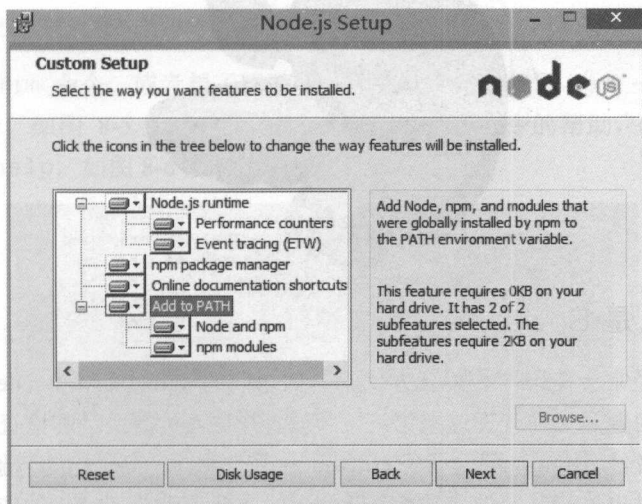 Node.js Setup
Custom Setup
Select the way you want features to be installed.
node JS
Click the icons in the tree below to change the way features will be installed.
Node.js runtime
Performance counters
Event tracing (ETW)
npm package manager
Online documentation shortcuts
Add to PATH
Node and npm
npm modules
Add Node, npm, and modules that
were globally installed by npm to
the PATH environment variable.
This feature requires 0KB on your
hard drive. It has 2 of 2
subfeatures selected. The
subfeatures require 2KB on your
hard drive.
Browse...
Reset
Disk Usage
Back
Next
Cancel